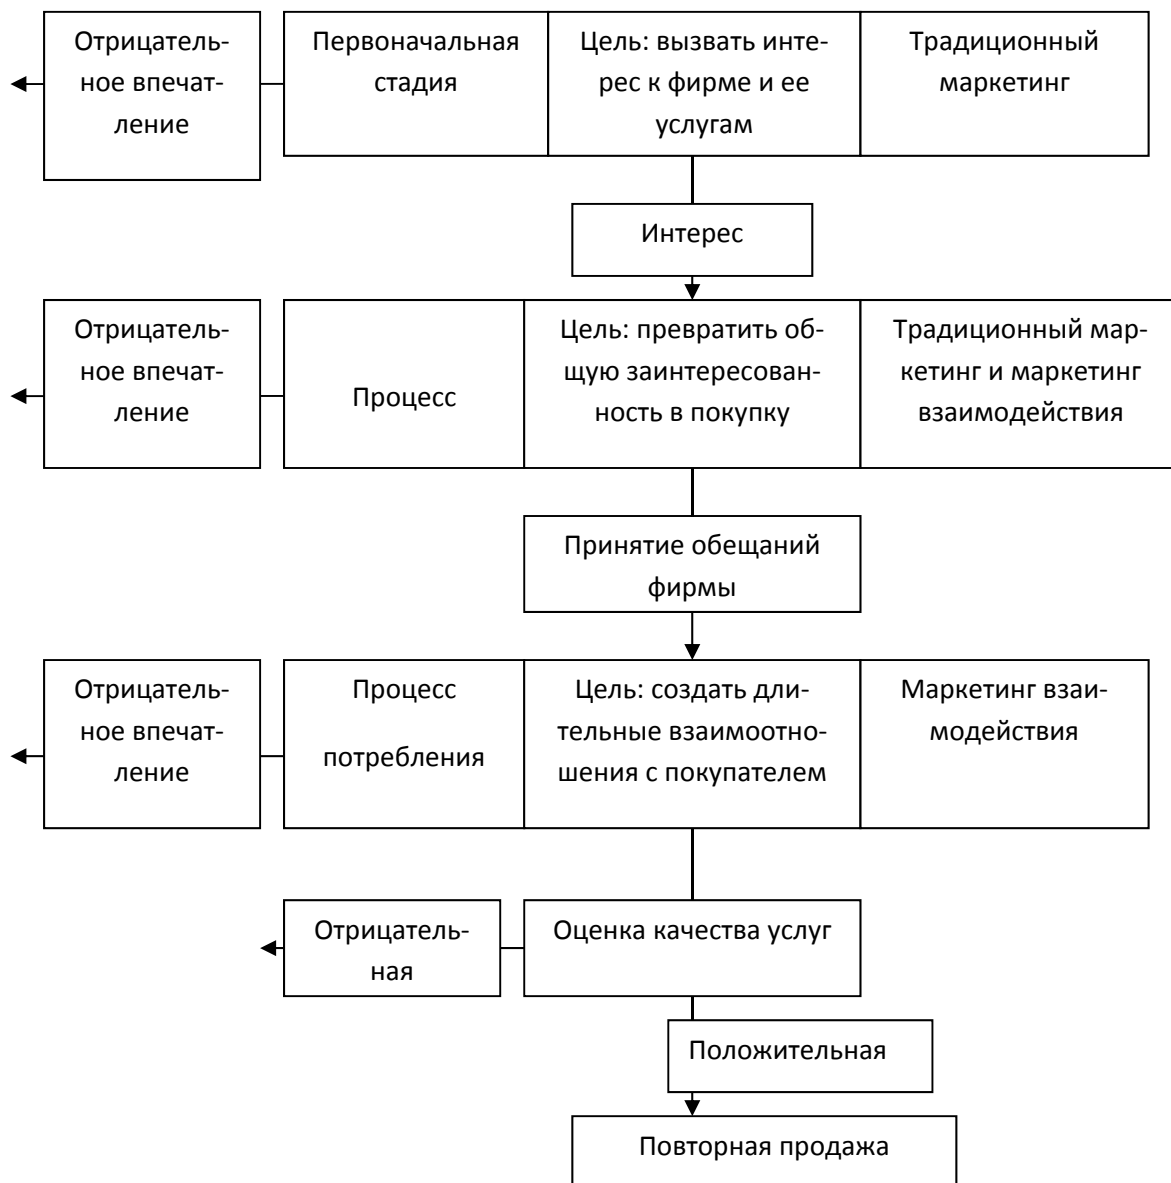 Отрицатель-
ное впечат-
ление
Первоначальная
стадия
Цель: вызвать инте-
рес к фирме и ее
услугам
Традиционный
маркетинг
Интерес
Отрицатель-
ное впечат-
ление
Процесс
Цель: превратить об-
щую заинтересован-
ность в покупку
Традиционный мар-
кетинг и маркетинг
взаимодействия
Принятие обещаний
фирмы
Отрицатель-
ное впечат-
ление
Процесс
потребления
Цель: создать дли-
тельные взаимоотно-
шения с покупателем
Маркетинг взаи-
модействия
Отрицатель-
ная
Оценка качества услуг
Положительная
Повторная продажа